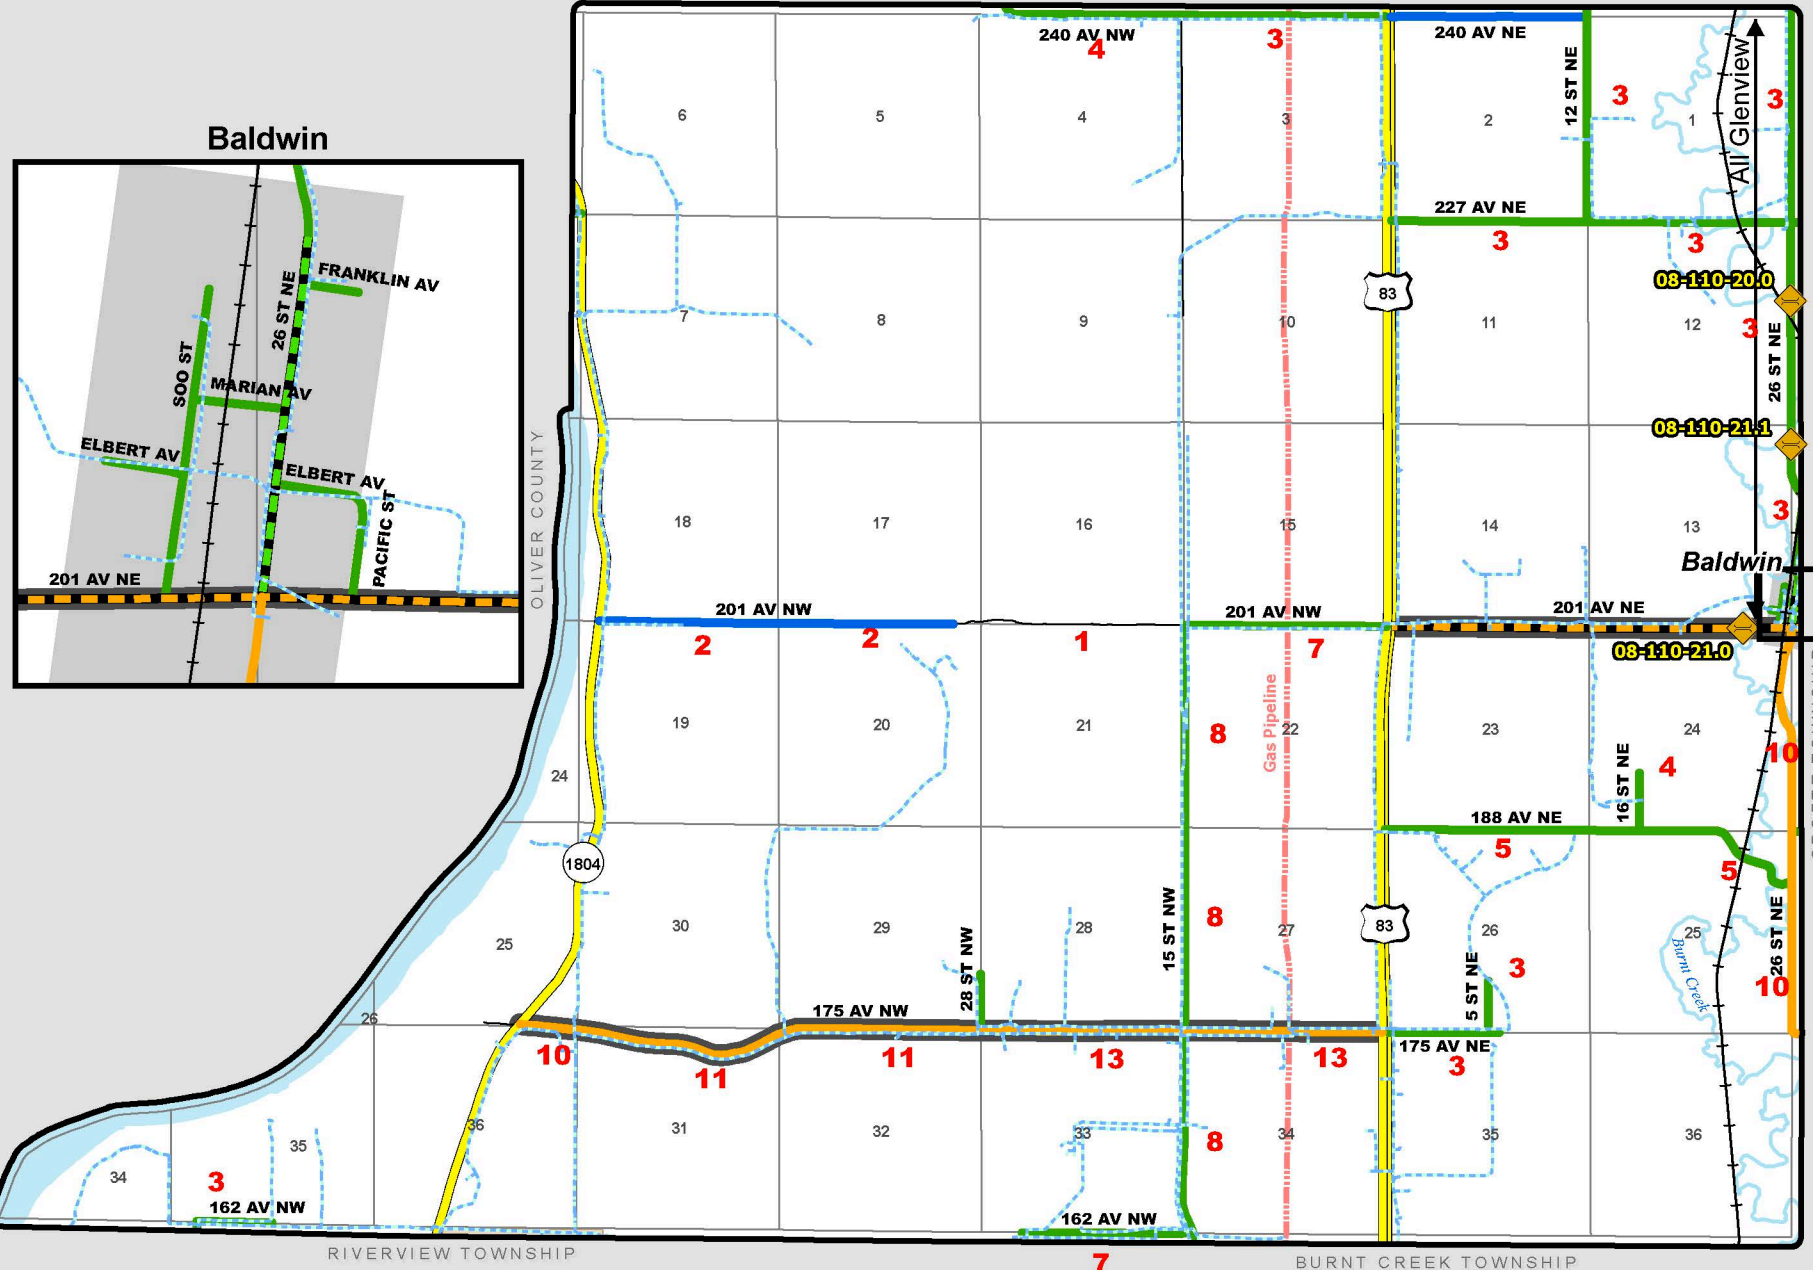 Baldwin
FRANKLIN AV
26 ST NE
SOO ST
MARIAN AV
ELBERT AV
ELBERT AV
PACIFIC ST
201 AV NE
OLIVER COUNTY
240 AV NW
4
3
240 AV NE
12 ST NE
3
3
All Glenview
6
5
4
3
2
1
227 AV NE
3
3
83
08-110-20.0
3
26 ST NE
7
8
9
10
11
12
08-110-21.1
3
18
17
16
15
14
13
Baldwin
201 AV NW
2
2
1
201 AV NW
7
201 AV NE
08-110-21.0
Gas Pipeline
19
20
21
8
22
23
24
10
16 ST NE
4
24
188 AV NE
5
5
1804
15 ST NW
8
83
25
30
29
28
27
26
25
28 ST NW
5 ST NE
3
Burnt Creek
26 ST NE
10
26
175 AV NW
10
11
11
13
13
175 AV NE
3
36
31
32
33
8
34
35
36
34
35
3
162 AV NW
162 AV NW
7
RIVERVIEW TOWNSHIP
BURNT CREEK TOWNSHIP